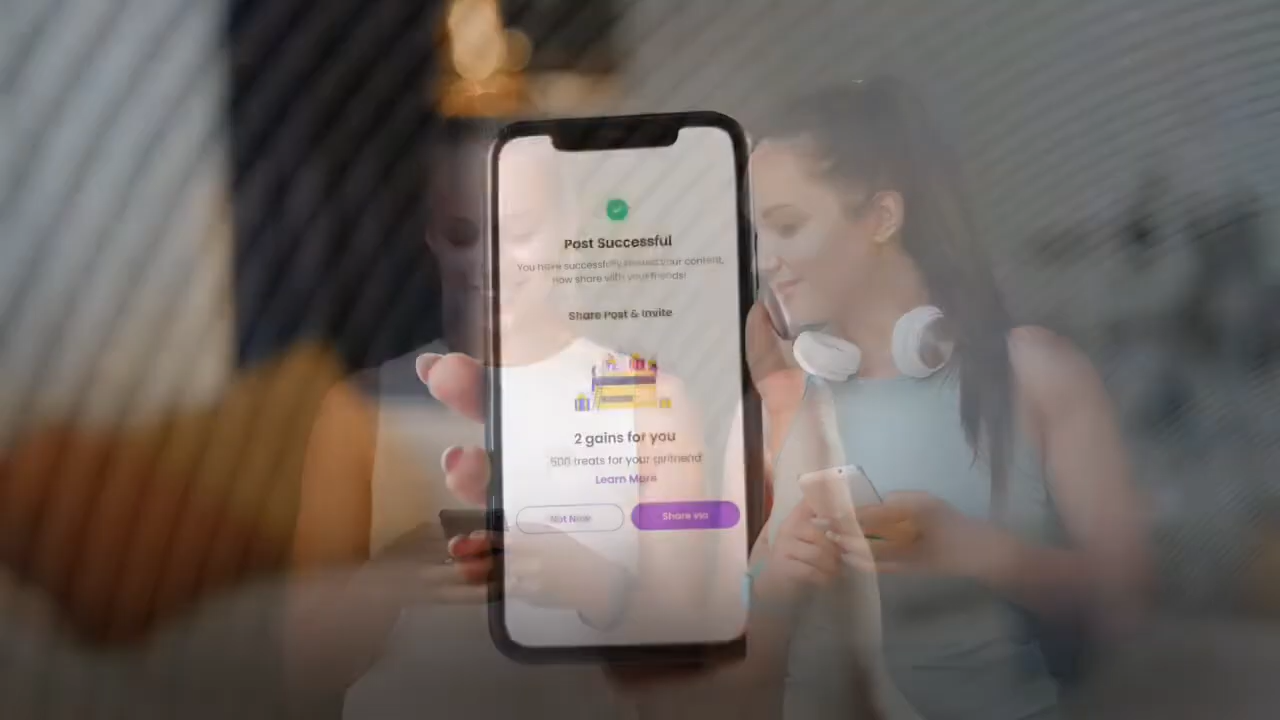 Post Successful
You have successfully your content,
now share with your friends!
Share Post & Invite
2 gains for you
500 treats for your girlfriend
Learn More
Not Now
Share via